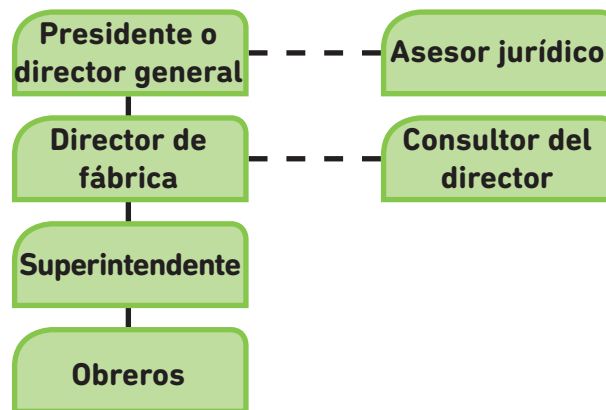 Presidente o
director general
Asesor jurídico
Director de
fábrica
Consultor del
director
Superintendente
Obreros